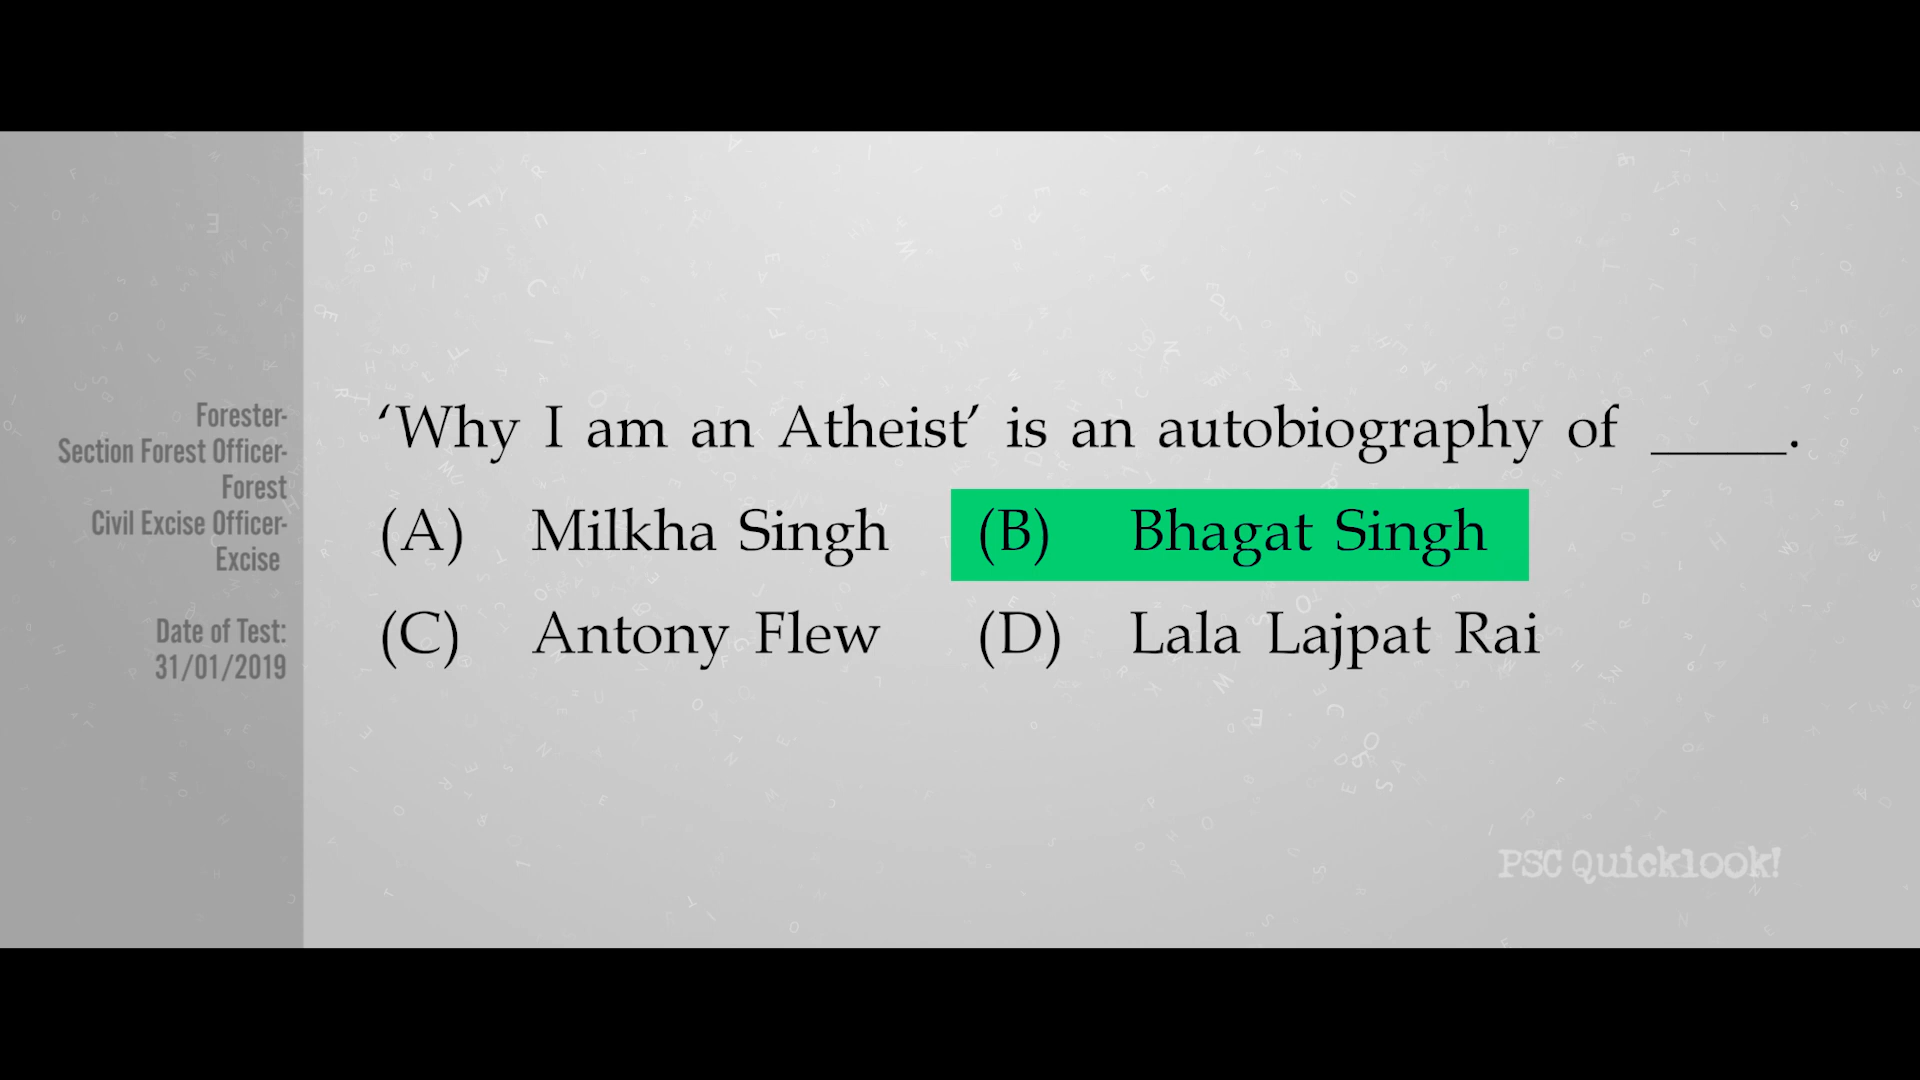 Forester-
Section Forest Officer-
Forest
Civil Excise Officer-
Excise
Date of Test:
31/01/2019
‘Why I am an Atheist’ is an autobiography of _____.
(A) Milkha Singh (B) Bhagat Singh
(C) Antony Flew (D) Lala Lajpat Rai
PSC Quicklook!